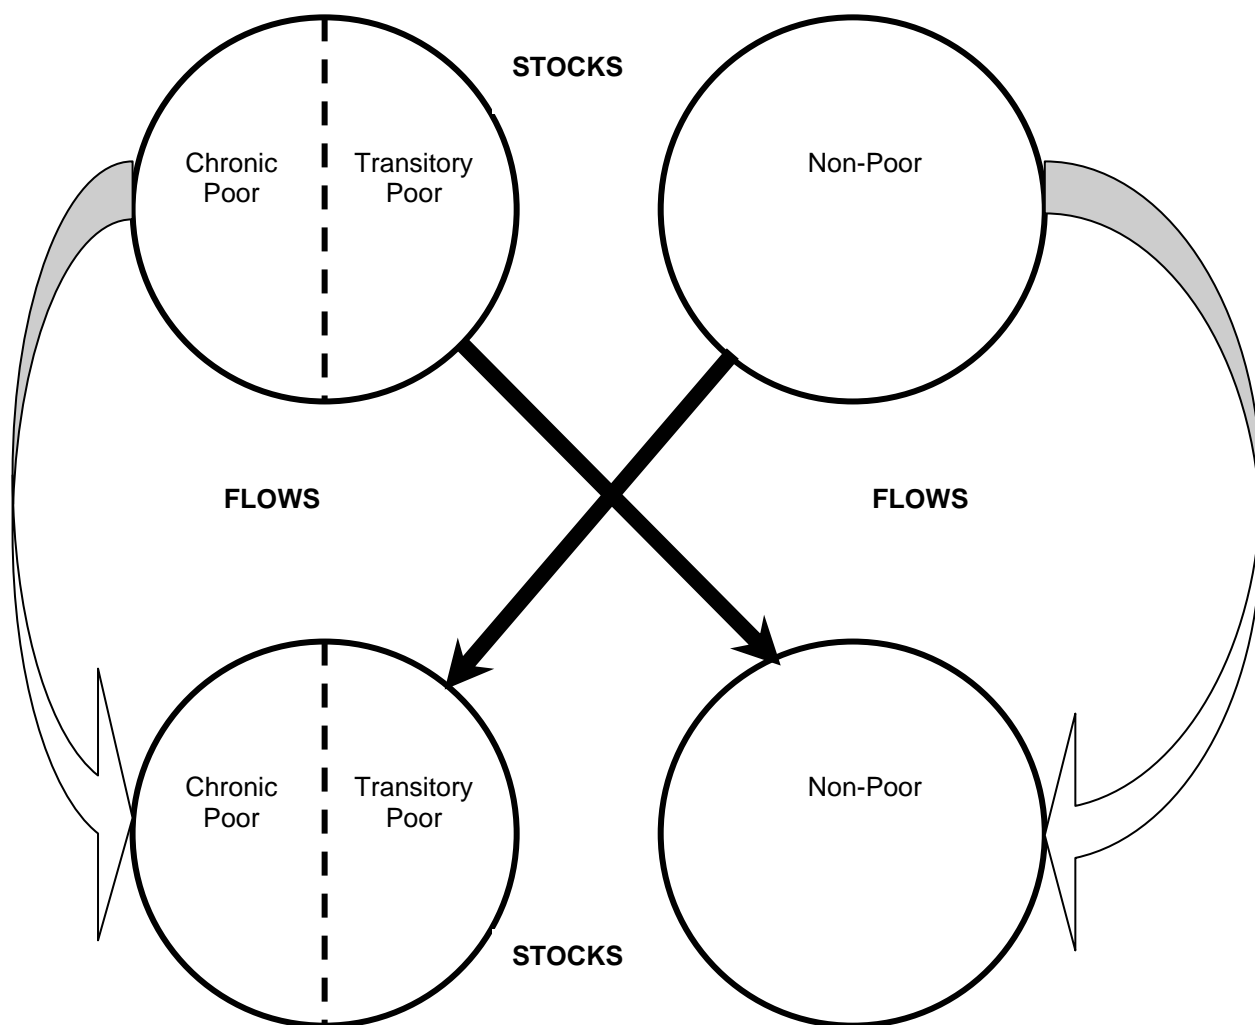 STOCKS
Chronic
Poor
Transitory
Poor
Non-Poor
FLOWS
FLOWS
Chronic
Poor
Transitory
Poor
Non-Poor
STOCKS